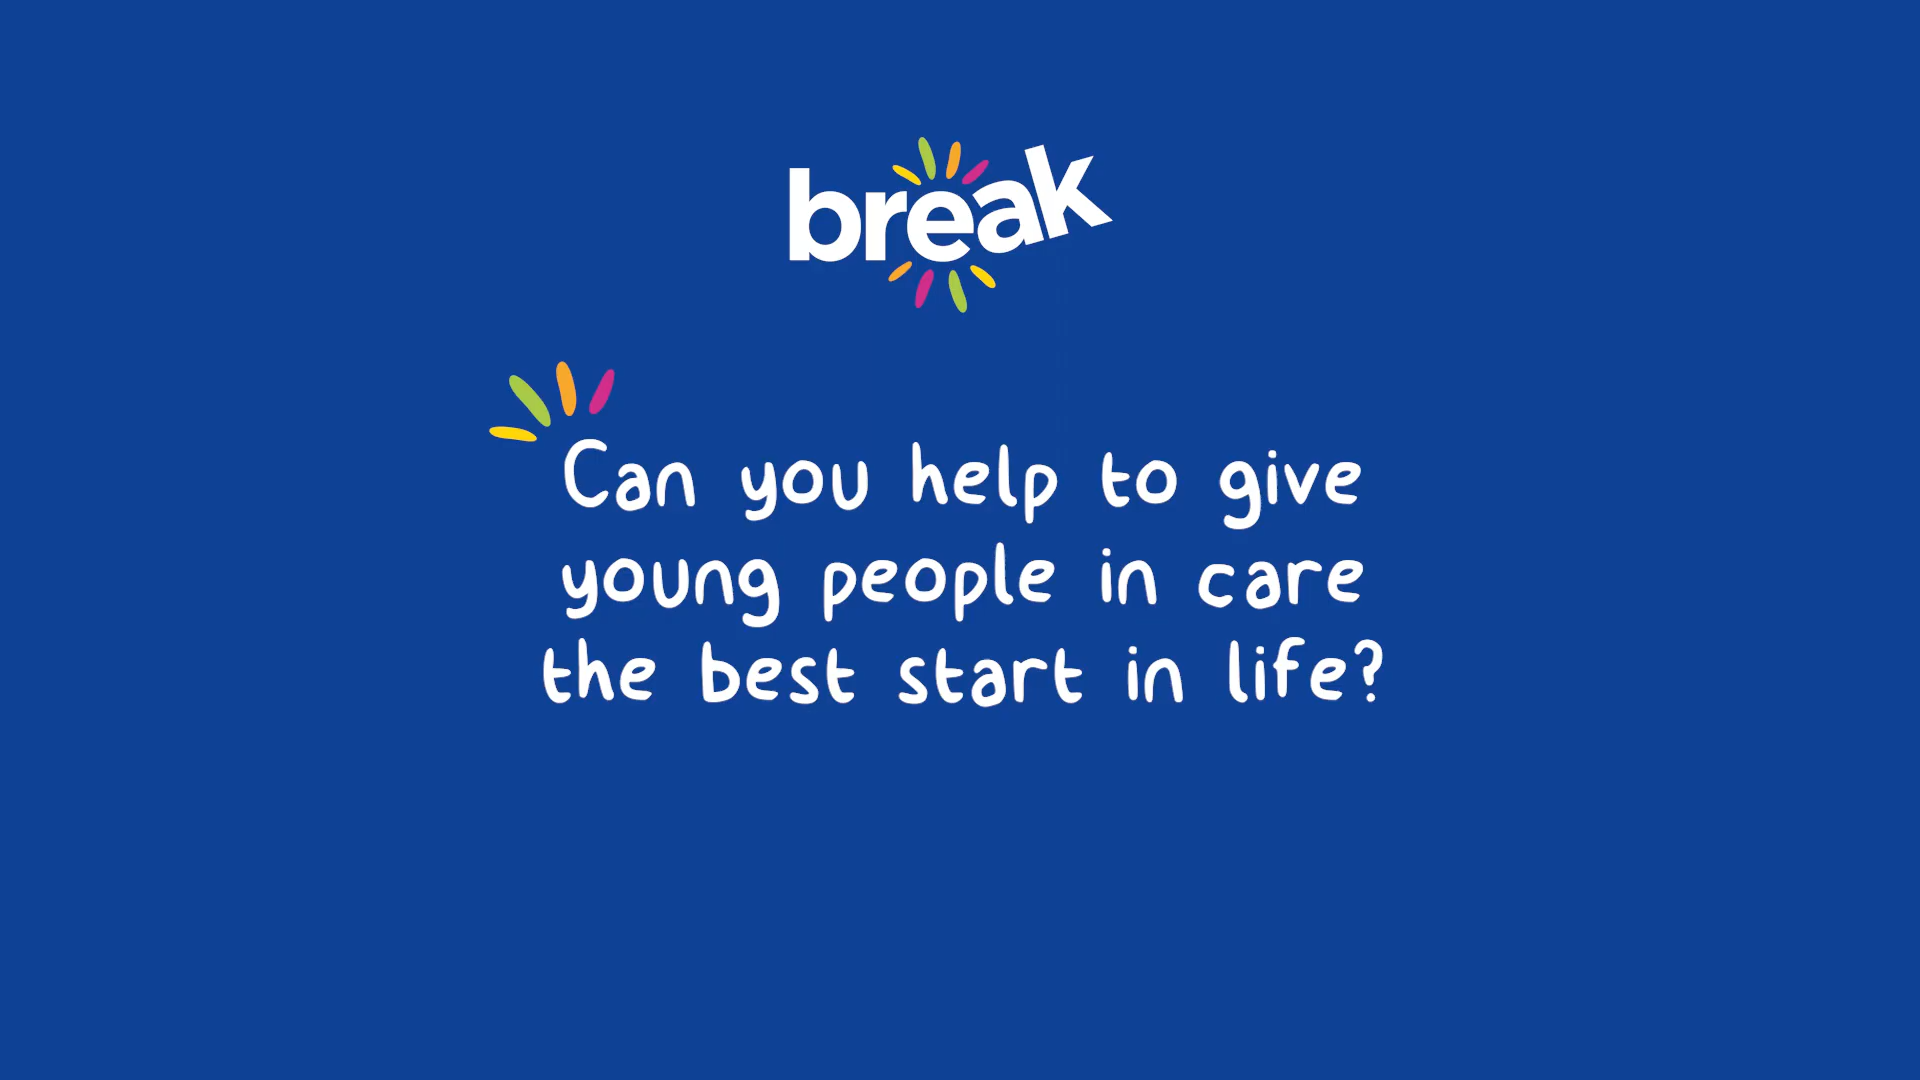 break
Can you help to give
young people in care
the best start in life?